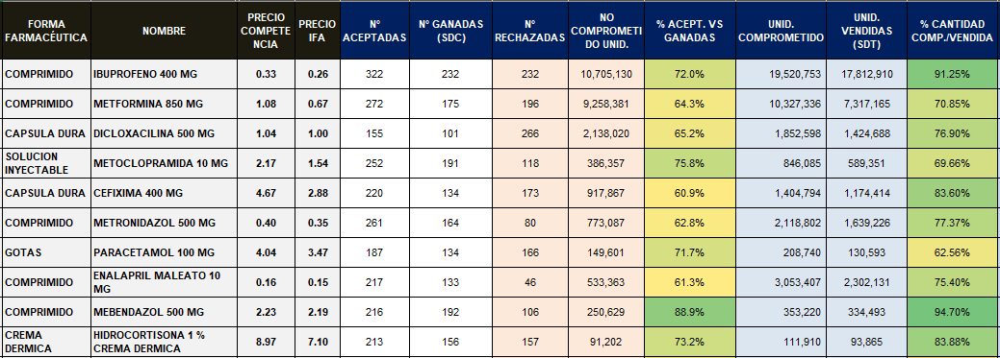 FORMA FARMACÉUTICA NOMBRE PRECIO COMPETENCIA PRECIO IFA N° ACEPTADAS N° GANADAS (SDC) N° RECHAZADAS NO COMPROMETIDO UNID. % ACEPT. VS GANADAS UNID. COMPROMETIDO UNID. VENDIDAS (SDT) % CANTIDAD COMP./VENDIDA
COMPRIMIDO IBUPROFENO 400 MG 0.33 0.26 322 232 232 10,705,130 72.0% 19,520,753 17,812,910 91.25%
COMPRIMIDO METFORMINA 850 MG 1.08 0.67 272 175 196 9,258,381 64.3% 10,327,336 7,317,165 70.85%
CAPSULA DURA DICLOXACILINA 500 MG 1.04 1.00 155 101 266 2,138,020 65.2% 1,852,598 1,424,688 76.90%
SOLUCION INYECTABLE METOCLOPRAMIDA 10 MG 2.17 1.54 252 191 118 386,357 75.8% 846,085 589,351 69.66%
CAPSULA DURA CEFIXIMA 400 MG 4.67 2.88 220 134 173 917,867 60.9% 1,404,794 1,174,414 83.60%
COMPRIMIDO METRONIDAZOL 500 MG 0.40 0.35 261 164 80 773,087 62.8% 2,118,802 1,639,226 77.37%
GOTAS PARACETAMOL 100 MG 4.04 3.47 187 134 166 149,601 71.7% 208,740 130,593 62.56%
COMPRIMIDO ENALAPRIL MALEATO 10 MG 0.16 0.15 217 133 46 533,363 61.3% 3,053,407 2,302,131 75.40%
COMPRIMIDO MEBENDAZOL 500 MG 2.23 2.19 216 192 106 250,629 88.9% 353,220 334,493 94.70%
CREMA DERMICA HIDROCORTISONA 1 % CREMA DERMICA 8.97 7.10 213 156 157 91,202 73.2% 111,910 93,865 83.88%